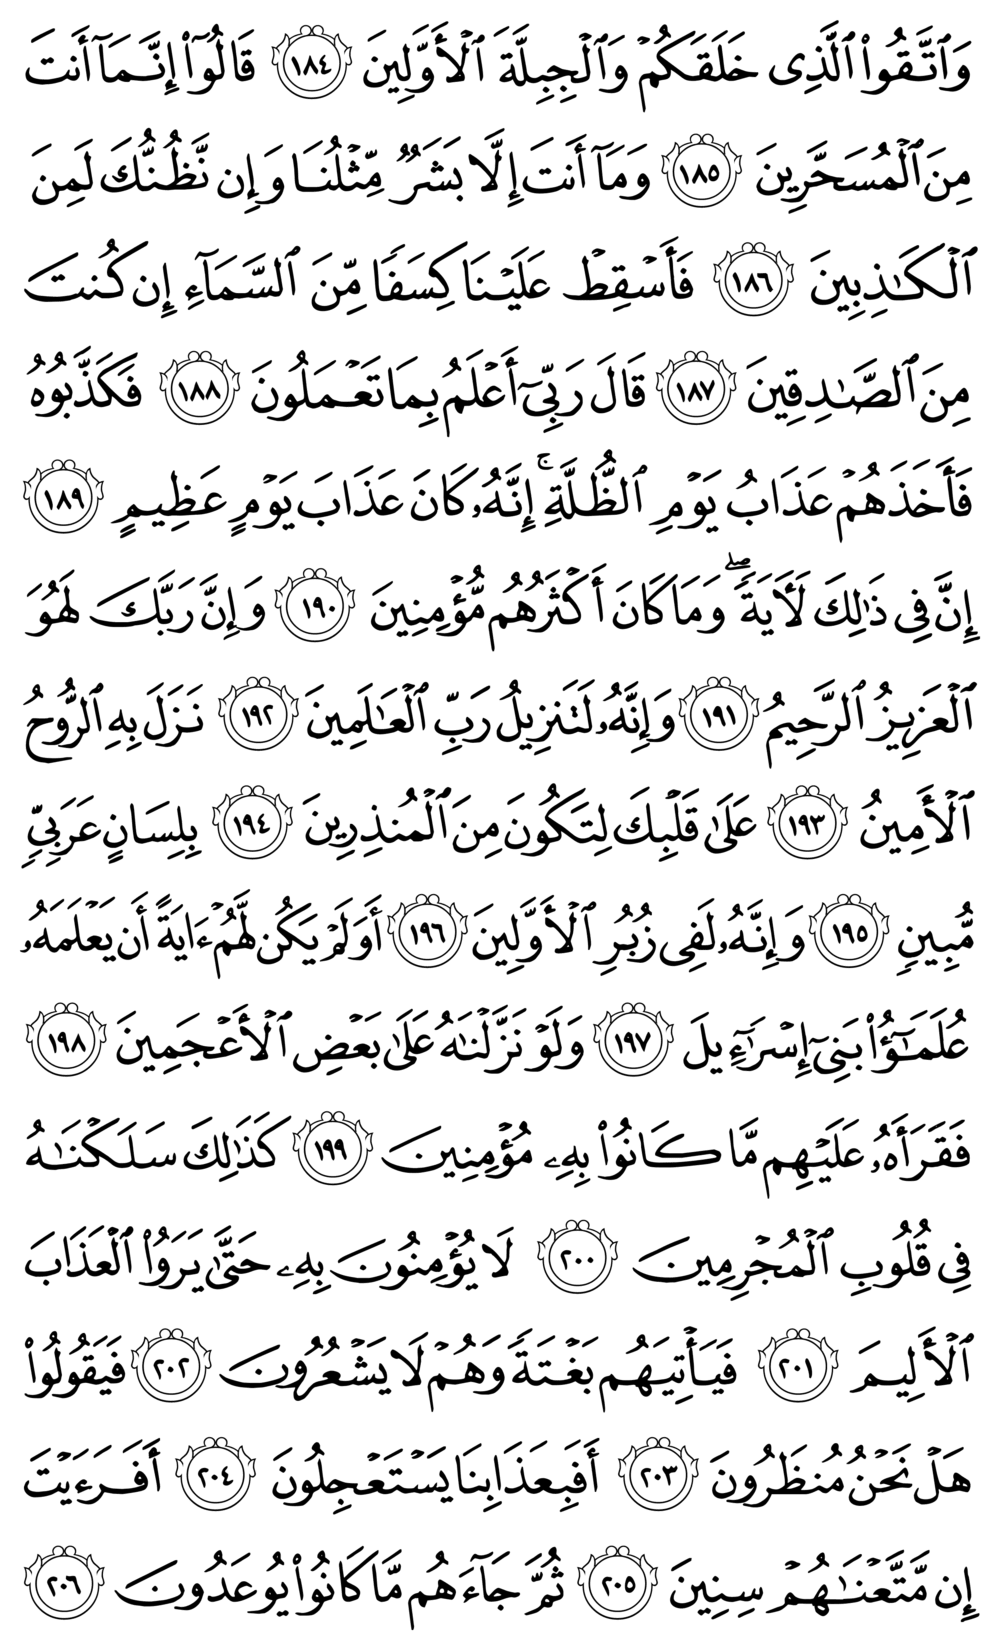 وَٱتَّقُوا۟ ٱلَّذِى خَلَقَكُمْ وَٱلْجِبِلَّةَ ٱلْأَوَّلِينَ ١٨٤ قَالُوٓا۟ إِنَّمَآ أَنتَ
مِنَ ٱلْمُسَحَّرِينَ ١٨٥ وَمَآ أَنتَ إِلَّا بَشَرٌ مِّثْلُنَا وَإِن نَّظُنُّكَ لَمِنَ
ٱلْكَـٰذِبِينَ ١٨٦ فَأَسْقِطْ عَلَيْنَا كِسَفًا مِّنَ ٱلسَّمَآءِ إِن كُنتَ
مِنَ ٱلصَّـٰدِقِينَ ١٨٧ قَالَ رَبِّىٓ أَعْلَمُ بِمَا تَعْمَلُونَ ١٨٨ فَكَذَّبُوهُ
فَأَخَذَهُمْ عَذَابُ يَوْمِ ٱلظُّلَّةِ ۚ إِنَّهُۥ كَانَ عَذَابَ يَوْمٍ عَظِيمٍ ١٨٩
إِنَّ فِى ذَٰلِكَ لَـَٔايَةً ۖ وَمَا كَانَ أَكْثَرُهُم مُّؤْمِنِينَ ١٩٠ وَإِنَّ رَبَّكَ لَهُوَ
ٱلْعَزِيزُ ٱلرَّحِيمُ ١٩١ وَإِنَّهُۥ لَتَنزِيلُ رَبِّ ٱلْعَـٰلَمِينَ ١٩٢ نَزَلَ بِهِ ٱلرُّوحُ
ٱلْأَمِينُ ١٩٣ عَلَىٰ قَلْبِكَ لِتَكُونَ مِنَ ٱلْمُنذِرِينَ ١٩٤ بِلِسَانٍ عَرَبِىٍّ
مُّبِينٍ ١٩٥ وَإِنَّهُۥ لَفِى زُبُرِ ٱلْأَوَّلِينَ ١٩٦ أَوَلَمْ يَكُن لَّهُمْ ءَايَةً أَن يَعْلَمَهُۥ
عُلَمَـٰٓؤُا۟ بَنِىٓ إِسْرَٰٓءِيلَ ١٩٧ وَلَوْ نَزَّلْنَـٰهُ عَلَىٰ بَعْضِ ٱلْأَعْجَمِينَ ١٩٨
فَقَرَأَهُۥ عَلَيْهِم مَّا كَانُوا۟ بِهِۦ مُؤْمِنِينَ ١٩٩ كَذَٰلِكَ سَلَكْنَـٰهُ
فِى قُلُوبِ ٱلْمُجْرِمِينَ ٢٠٠ لَا يُؤْمِنُونَ بِهِۦ حَتَّىٰ يَرَوُا۟ ٱلْعَذَابَ
ٱلْأَلِيمَ ٢٠١ فَيَأْتِيَهُم بَغْتَةً وَهُمْ لَا يَشْعُرُونَ ٢٠٢ فَيَقُولُوا۟
هَلْ نَحْنُ مُنظَرُونَ ٢٠٣ أَفَبِعَذَابِنَا يَسْتَعْجِلُونَ ٢٠٤ أَفَرَءَيْتَ
إِن مَّتَّعْنَـٰهُمْ سِنِينَ ٢٠٥ ثُمَّ جَآءَهُم مَّا كَانُوا۟ يُوعَدُونَ ٢٠٦